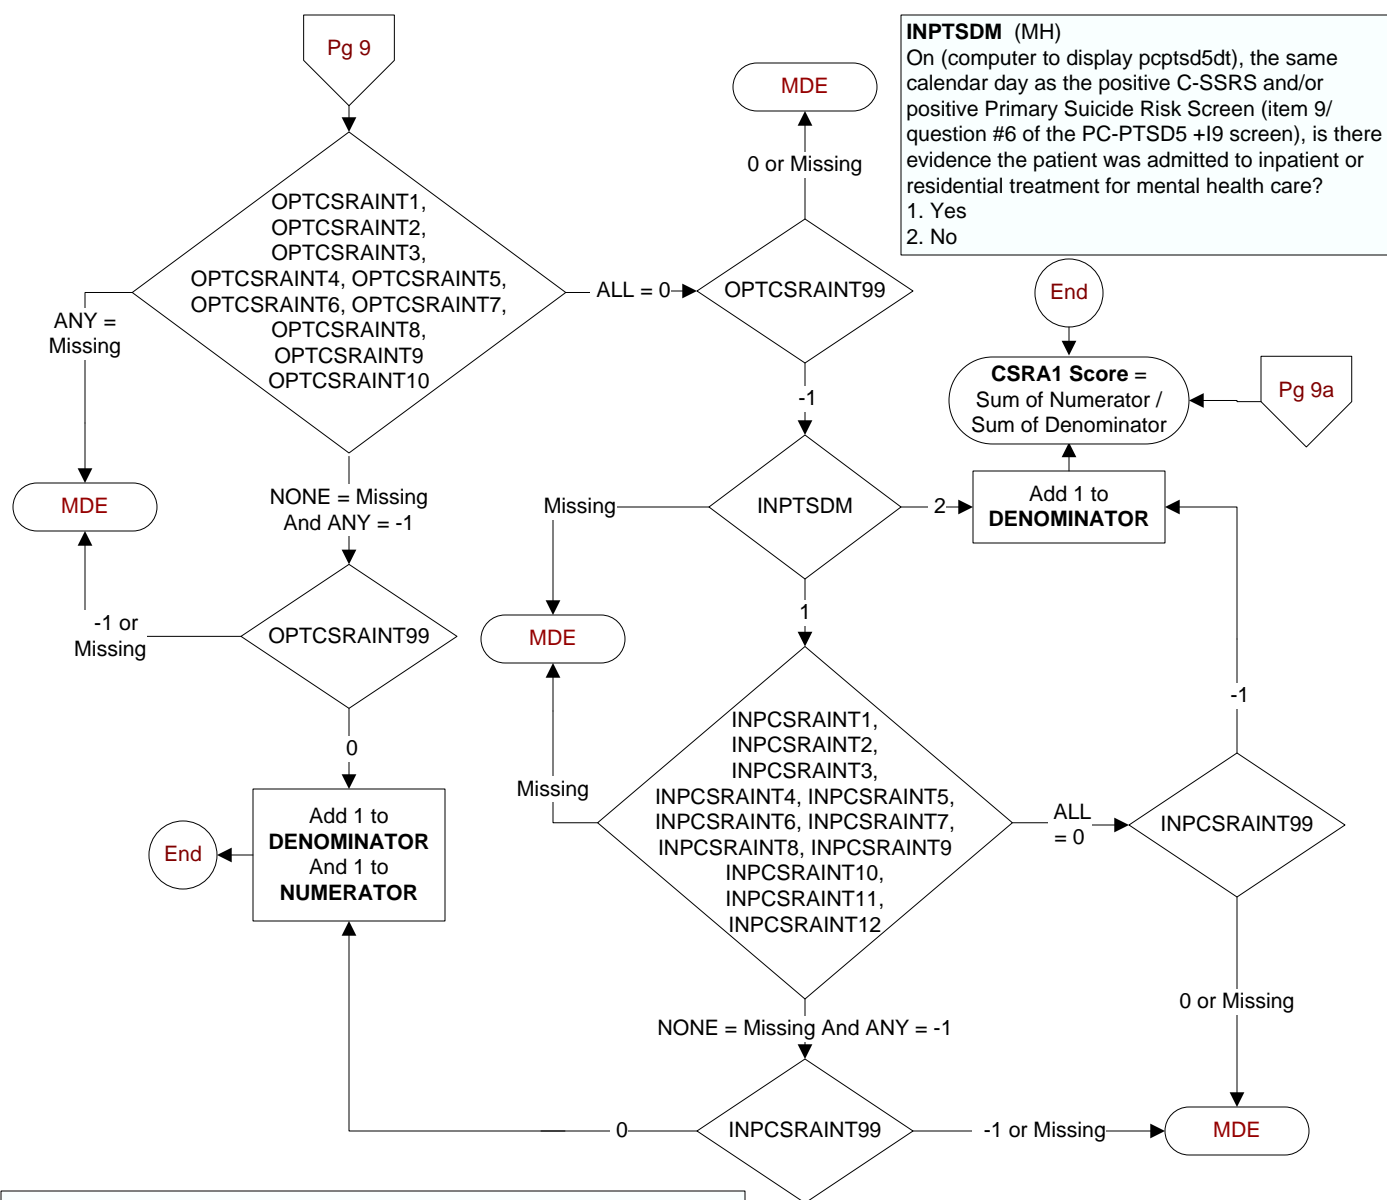 Pg 9
INPTSDM (MH)
On (computer to display pcptsd5dt), the same
calendar day as the positive C-SSRS and/or
positive Primary Suicide Risk Screen (item 9/
question #6 of the PC-PTSD5 +I9 screen), is there
evidence the patient was admitted to inpatient or
residential treatment for mental health care?
1. Yes
2. No
MDE
0 or Missing
OPTCSRAINT1,
OPTCSRAINT2,
OPTCSRAINT3,
OPTCSRAINT4, OPTCSRAINT5,
OPTCSRAINT6, OPTCSRAINT7,
OPTCSRAINT8,
OPTCSRAINT9
OPTCSRAINT10
ALL = 0
OPTCSRAINT99
End
ANY =
Missing
-1
CSRA1 Score =
Sum of Numerator /
Sum of Denominator
Pg 9a
MDE
NONE = Missing
And ANY = -1
Missing
INPTSDM
2
Add 1 to
DENOMINATOR
-1 or
Missing
OPTCSRAINT99
MDE
1
-1
0
INPCSRAINT1,
INPCSRAINT2,
INPCSRAINT3,
INPCSRAINT4, INPCSRAINT5,
INPCSRAINT6, INPCSRAINT7,
INPCSRAINT8, INPCSRAINT9
INPCSRAINT10,
INPCSRAINT11,
INPCSRAINT12
Missing
ALL
= 0
INPCSRAINT99
End
Add 1 to
DENOMINATOR
And 1 to
NUMERATOR
0 or Missing
NONE = Missing And ANY = -1
0
INPCSRAINT99
-1 or Missing
MDE